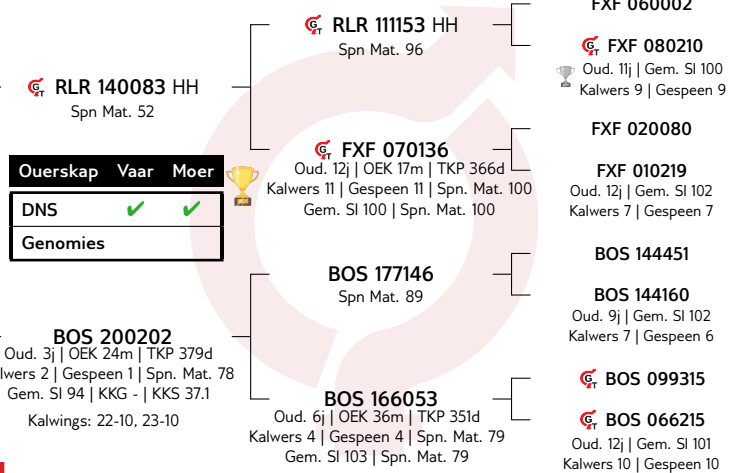 RLR 140083 HH
Spn Mat. 52
Ouerskap Vaar Moer
DNS ✔ ✔
Genomies
BOS 200202
Oud. 3j | OEK 24m | TKP 379d
lwers 2 | Gespeen 1 | Spn. Mat. 78
Gem. SI 94 | KKG - | KKS 37.1
Kalwings: 22-10, 23-10
RLR 111153 HH
Spn Mat. 96
FXF 070136
Oud. 12j | OEK 17m | TKP 366d
Kalwers 11 | Gespeen 11 | Spn. Mat. 100
Gem. SI 100 | Spn. Mat. 100
BOS 177146
Spn Mat. 89
BOS 166053
Oud. 6j | OEK 36m | TKP 351d
Kalwers 4 | Gespeen 4 | Spn. Mat. 79
Gem. SI 103 | Spn. Mat. 79
FXF 060002
FXF 080210
Oud. 11j | Gem. SI 100
Kalwers 9 | Gespeen 9
FXF 020080
FXF 010219
Oud. 12j | Gem. SI 102
Kalwers 7 | Gespeen 7
BOS 144451
BOS 144160
Oud. 9j | Gem. SI 102
Kalwers 7 | Gespeen 6
BOS 099315
BOS 066215
Oud. 12j | Gem. SI 101
Kalwers 10 | Gespeen 10